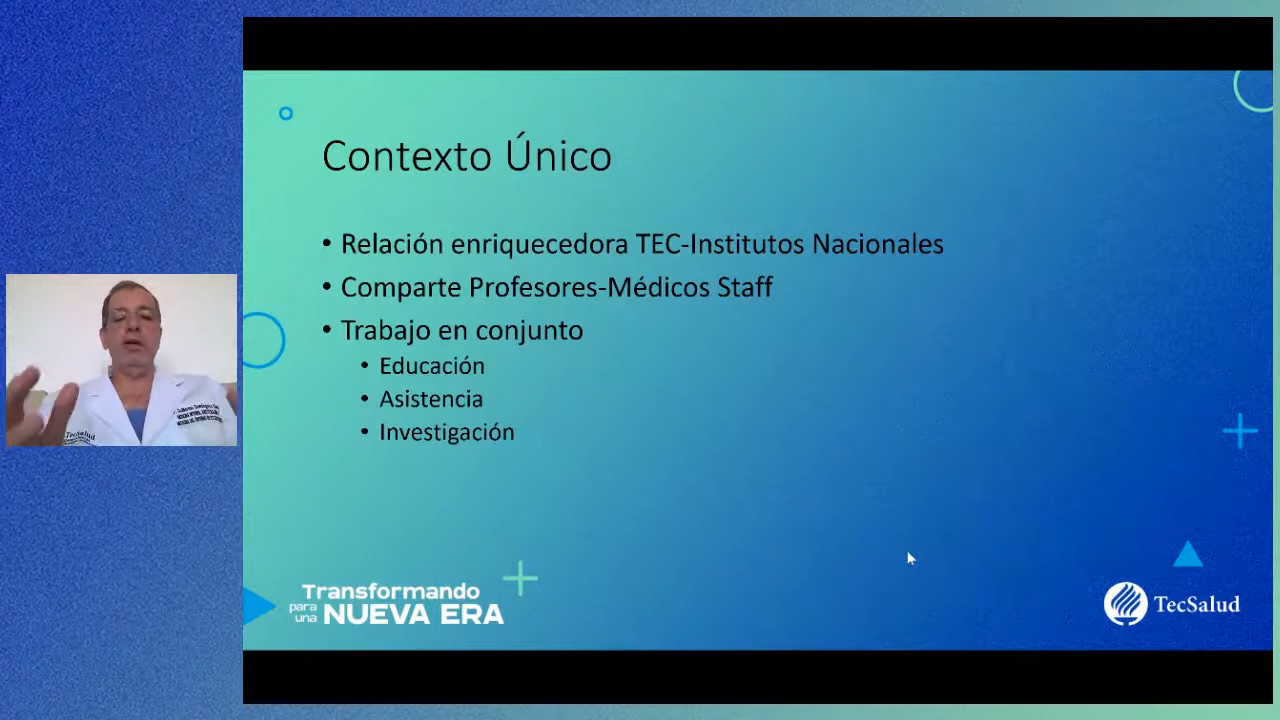 Contexto Único
• Relación enriquecedora TEC-Institutos Nacionales
• Comparte Profesores-Médicos Staff
• Trabajo en conjunto
• Educación
• Asistencia
• Investigación
Transformando
para una NUEVA ERA
TecSalud
TecSalud